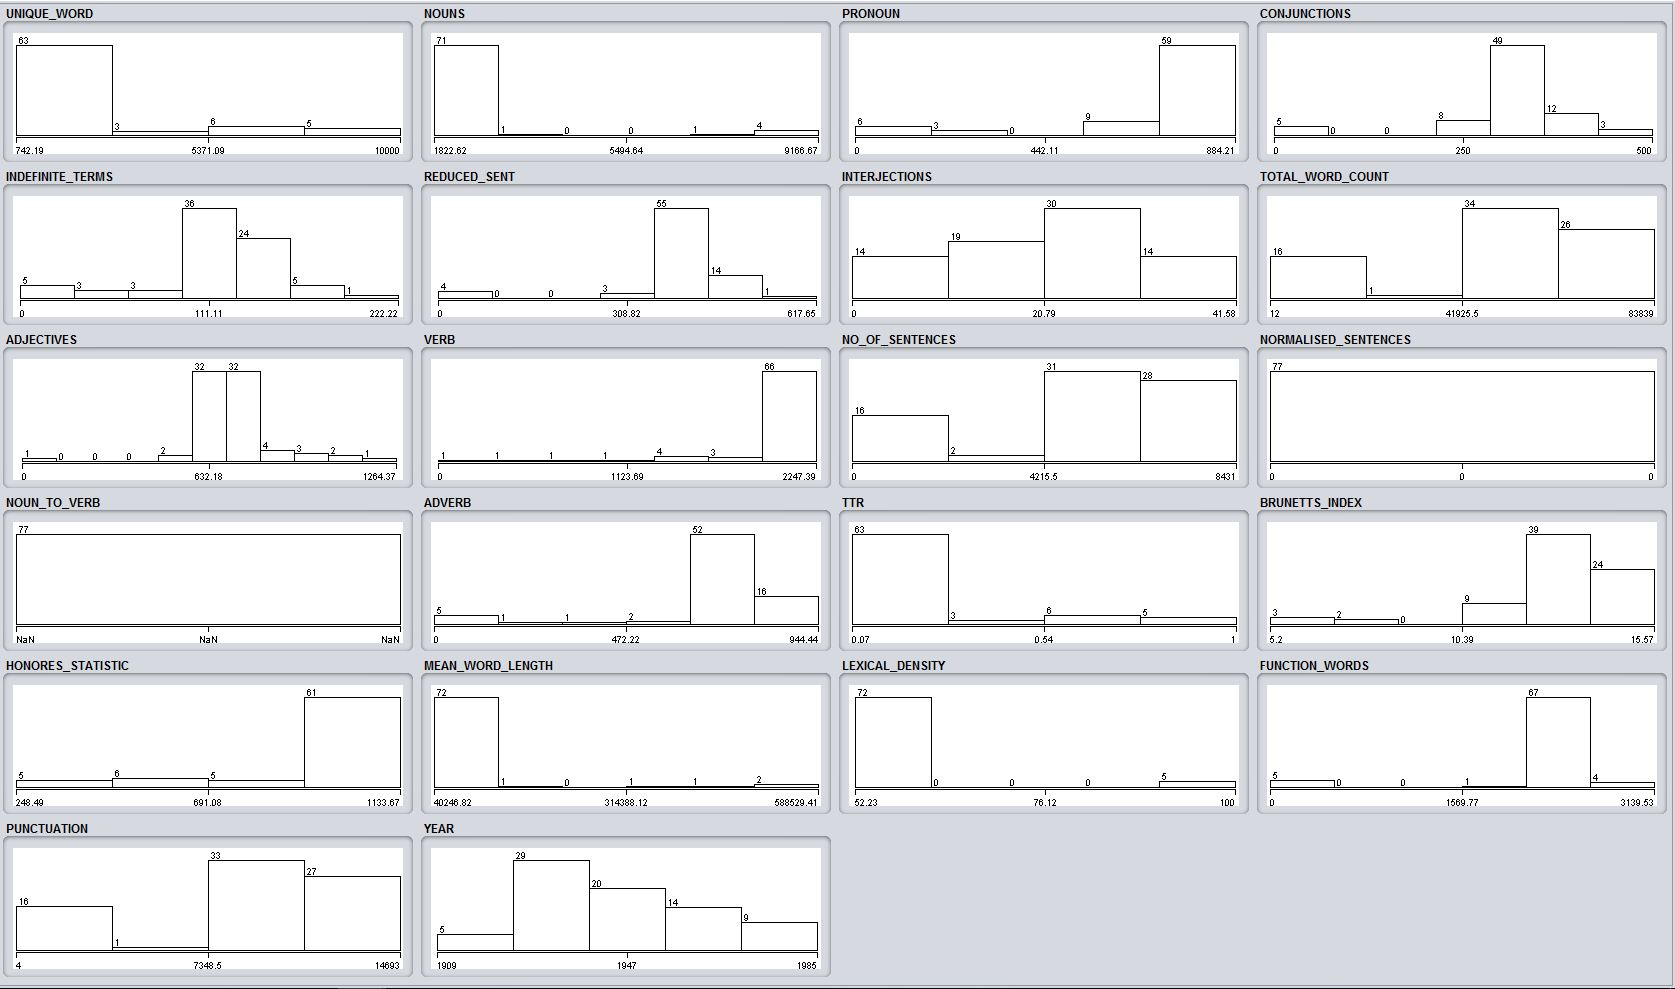 UNIQUE_WORD
63
3
6
5
742.19 5371.09 10000
NOUNS
71
1
0
0
1
4
1822.62 5494.64 9166.67
PRONOUN
6
3
0
9
59
0 442.11 884.21
CONJUNCTIONS
5
0
0
8
49
12
3
0 250 500
INDEFINITE_TERMS
5
3
3
36
24
5
1
0 111.11 222.22
REDUCED_SENT
4
0
0
3
55
14
1
0 308.82 617.65
INTERJECTIONS
14
19
30
14
0 20.79 41.58
TOTAL_WORD_COUNT
16
1
34
26
12 41925.5 83839
ADJECTIVES
1
0
0
0
2
32
32
4
3
2
1
0 632.18 1264.37
VERB
1
1
1
1
4
3
66
0 1123.69 2247.39
NO_OF_SENTENCES
16
2
31
28
0 4215.5 8431
NORMALISED_SENTENCES
77
0 0 0
NOUN_TO_VERB
77
NaN NaN NaN
ADVERB
5
1
1
2
52
16
0 472.22 944.44
TTR
63
3
6
5
0.07 0.54 1
BRUNETTS_INDEX
3
2
0
9
39
24
5.2 10.39 15.57
HONORES_STATISTIC
5
6
5
61
248.49 691.08 1133.67
MEAN_WORD_LENGTH
72
1
0
1
1
2
40246.82 314388.12 588529.41
LEXICAL_DENSITY
72
0
0
0
5
52.23 76.12 100
FUNCTION_WORDS
5
0
0
1
67
4
0 1569.77 3139.53
PUNCTUATION
16
1
33
27
4 7348.5 14693
YEAR
5
29
20
14
9
1909 1947 1985